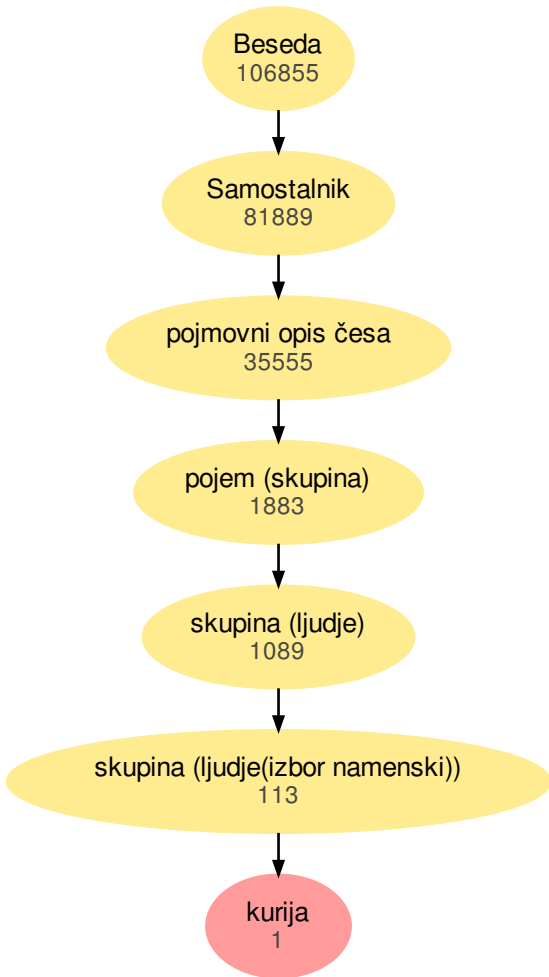 Beseda
106855
Samostalnik
81889
pojmovni opis česa
35555
pojem (skupina)
1883
skupina (ljudje)
1089
skupina (ljudje(izbor namenski))
113
kurija
1